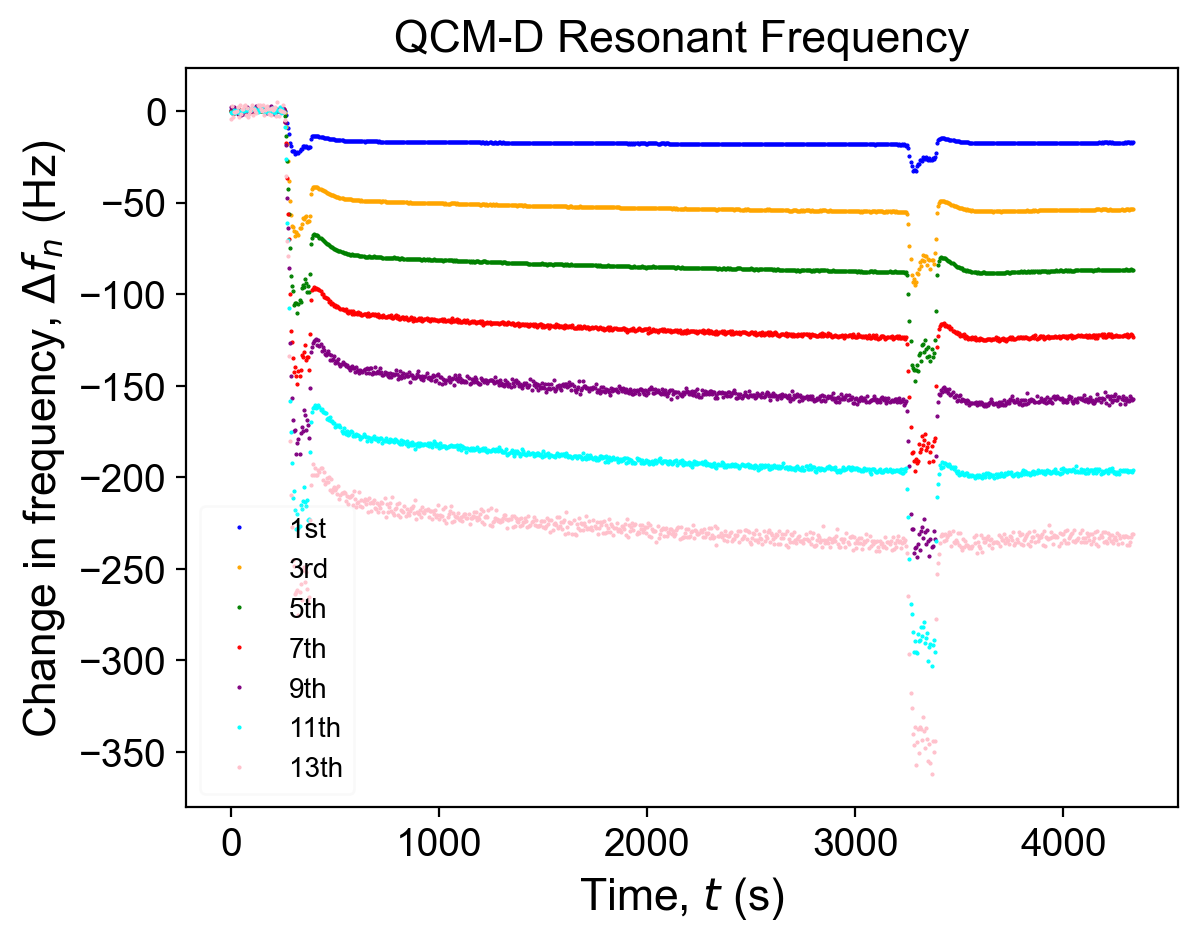 QCM-D Resonant Frequency
Change in frequency, Δfₙ (Hz)
0
−50
−100
−150
−200
−250
−300
−350
1st
3rd
5th
7th
9th
11th
13th
0 1000 2000 3000 4000
Time, t (s)